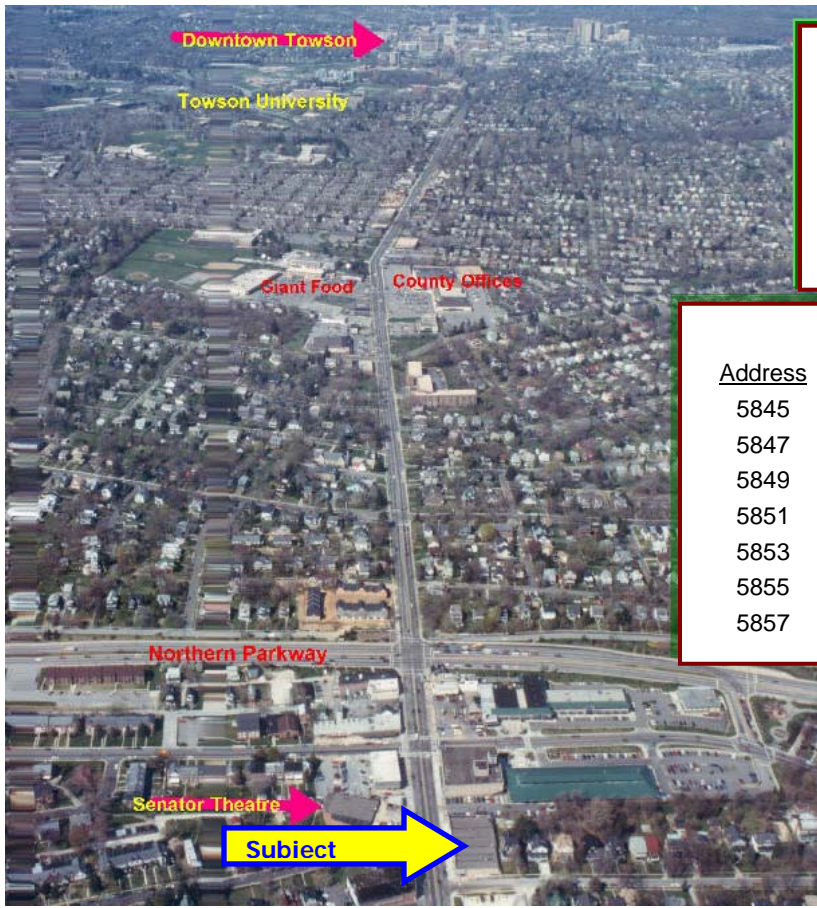 Downtown Towson
Towson University
Giant Food
County Offices
Address
5845
5847
5849
5851
5853
5855
5857
Northern Parkway
Senator Theatre
Subject